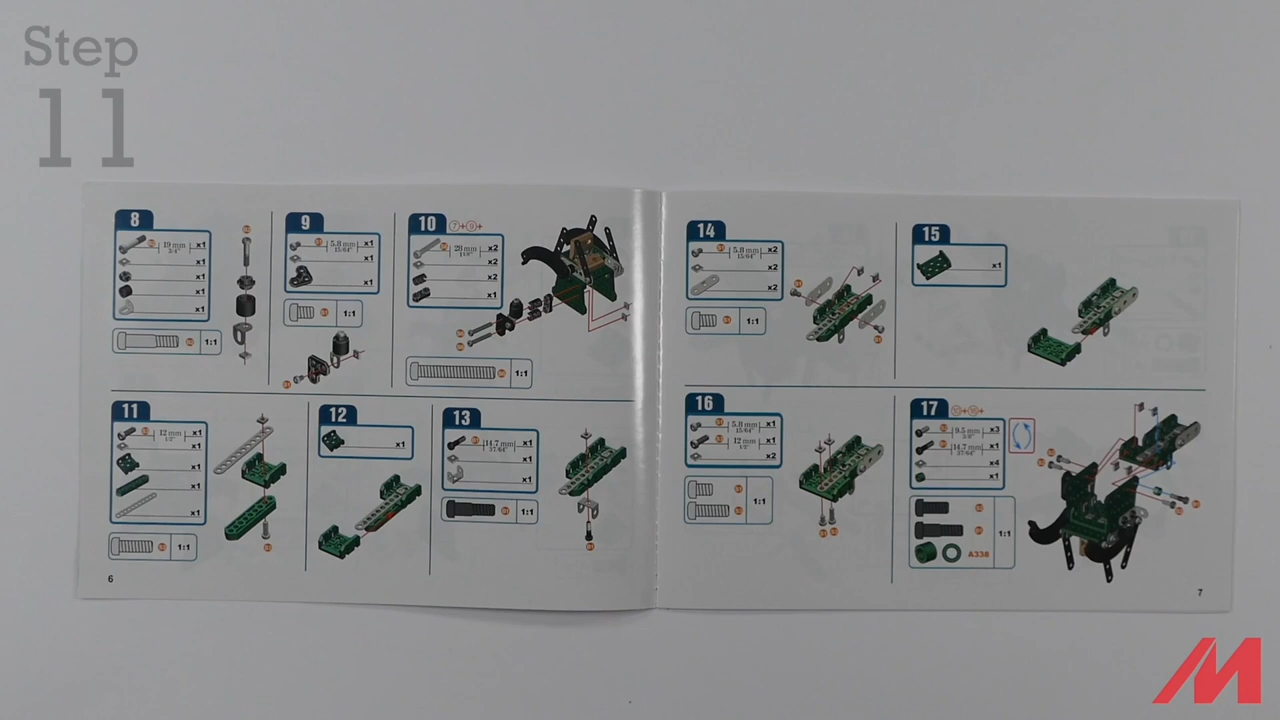 Step
11
8
19 mm
3/4"
x1
x1
x1
x1
x1
1:1
9
5.8 mm
15/64"
x1
x1
x1
1:1
10 7+9+
28 mm
x2
x2
x2
x1
1:1
11
12 mm
1/2"
x1
x1
x1
x1
x1
1:1
12
x1
13
14.7 mm
37/64"
x1
x1
x1
1:1
6
14
5.8 mm
15/64"
x2
x2
x2
1:1
15
x1
16
5.8 mm
15/64"
x1
12 mm
1/2"
x1
x2
1:1
17
9.5 mm
3/8"
x3
14.7 mm
37/64"
x1
x4
x1
1:1
A338
7
M